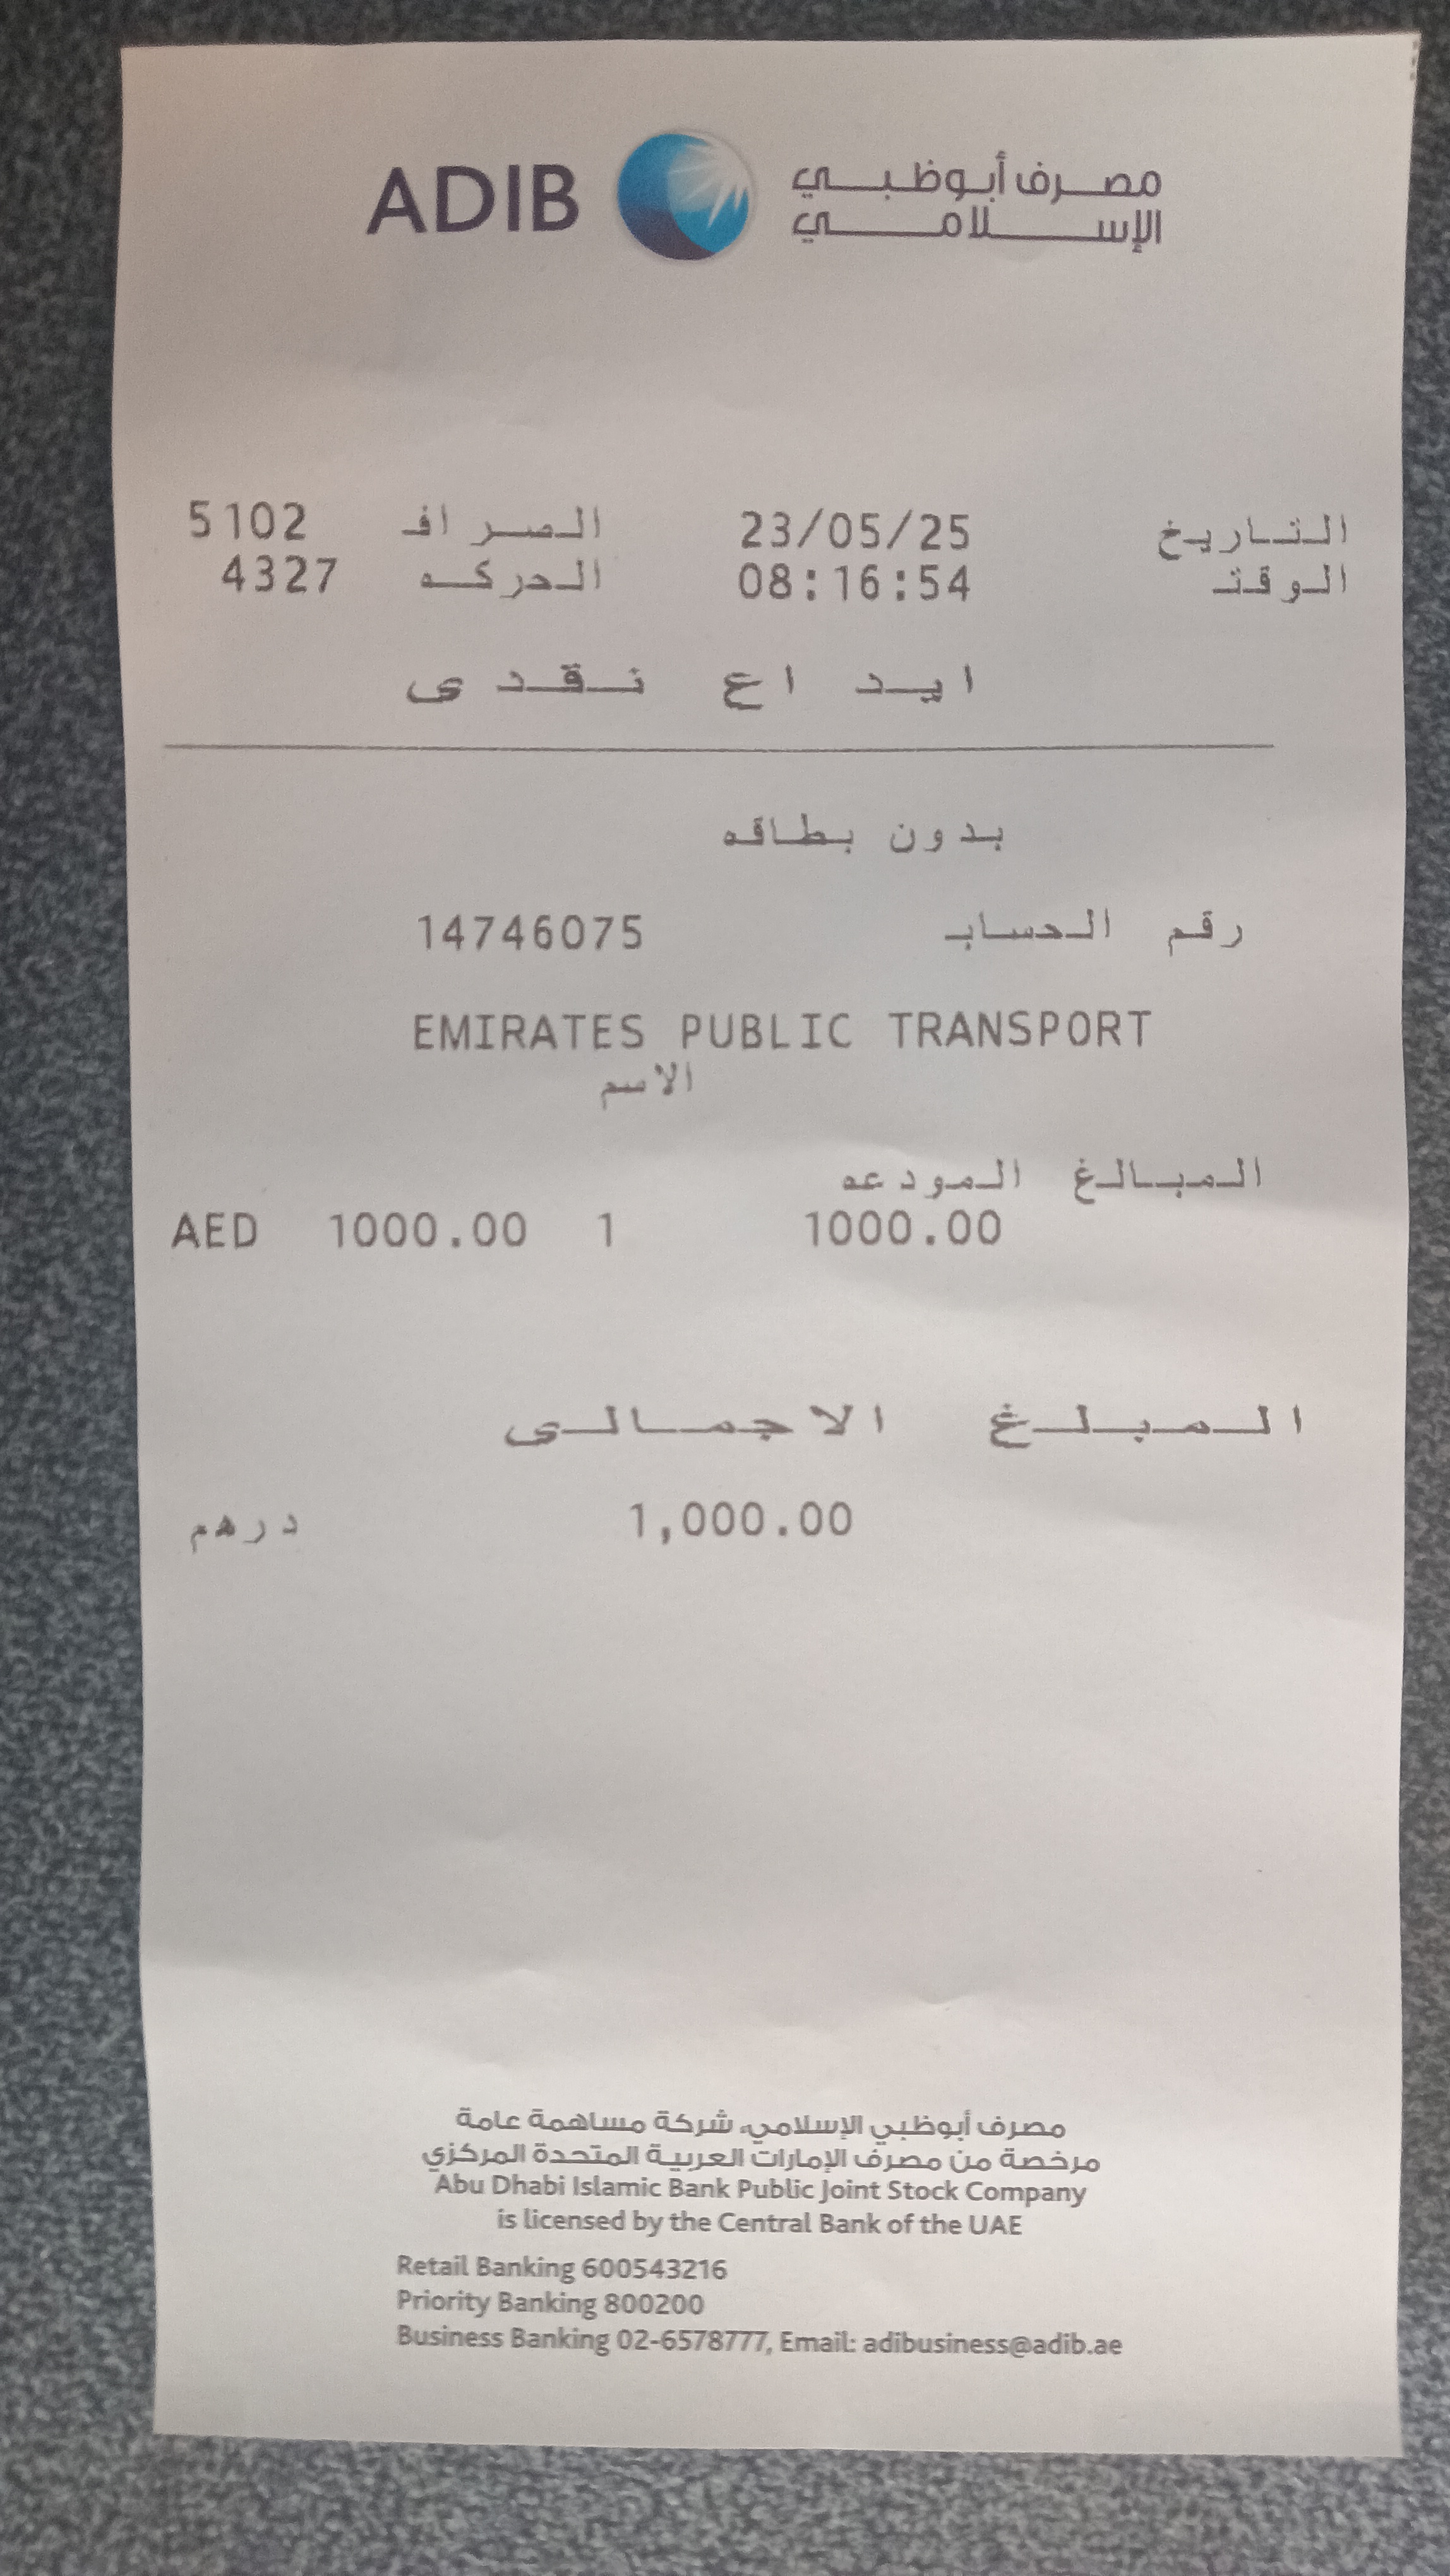 ADIB مصرف أبوظبي
الإسلامي
التاريخ 23/05/25 الصراف 5102
الوقت 08:16:54 الحركه 4327
ايداع نقدى
بدون بطاقه
رقم الحساب 14746075
EMIRATES PUBLIC TRANSPORT
الاسم
المبالغ المودعه
AED 1000.00 1 1000.00
المبلغ الاجمالى
1,000.00 درهم
مصرف أبوظبي الإسلامي، شركة مساهمة عامة
مرخصة من مصرف الإمارات العربية المتحدة المركزي
Abu Dhabi Islamic Bank Public Joint Stock Company
is licensed by the Central Bank of the UAE
Retail Banking 600543216
Priority Banking 800200
Business Banking 02-6578777, Email: adibusiness@adib.ae